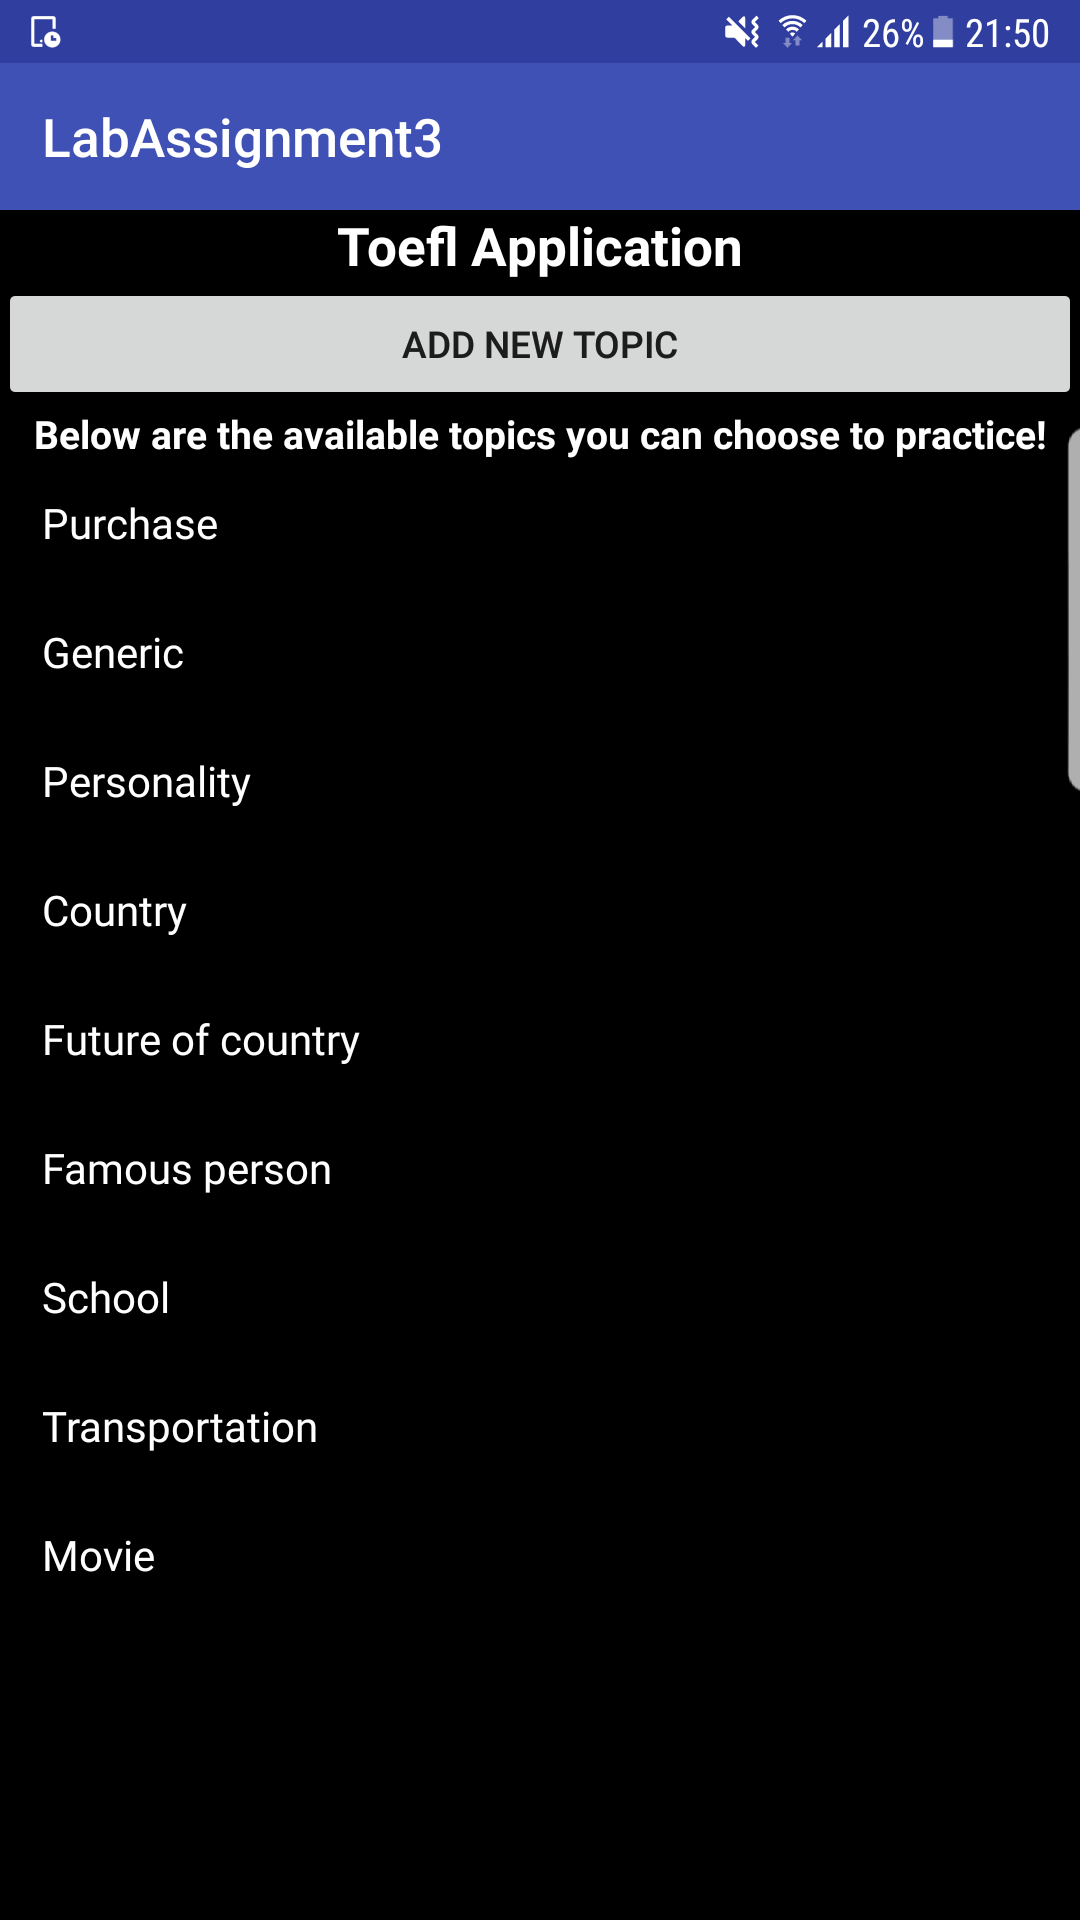 26% 21:50
LabAssignment3
Toefl Application
ADD NEW TOPIC
Below are the available topics you can choose to practice!
Purchase
Generic
Personality
Country
Future of country
Famous person
School
Transportation
Movie